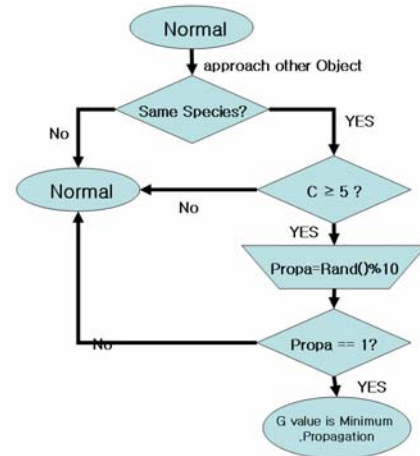 Normal
approach other Object
Same Species?
No
YES
Normal
C ≥ 5 ?
No
YES
Propa=Rand()%10
Propa == 1?
No
YES
G value is Minimum
.Propagation